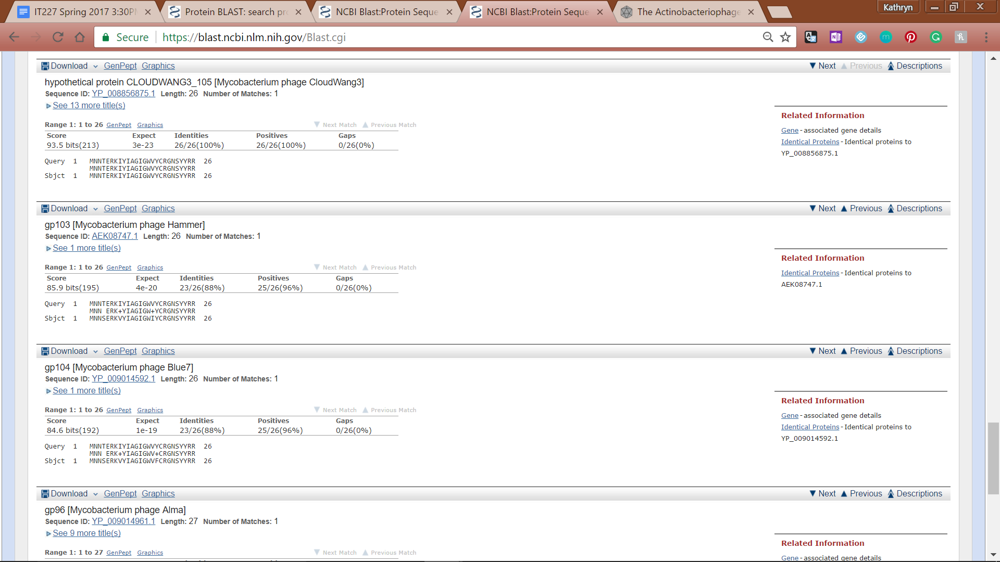 IT227 Spring 2017 3:30P
Protein BLAST: search pr
NCBI Blast:Protein Seque
NCBI Blast:Protein Seque
The Actinobacteriophage
Kathryn
Secure https://blast.ncbi.nlm.nih.gov/Blast.cgi
Download GenPept Graphics Next Previous Descriptions
hypothetical protein CLOUDWANG3_105 [Mycobacterium phage CloudWang3]
Sequence ID: YP_008856875.1 Length: 26 Number of Matches: 1
See 13 more title(s)
Related Information
Gene - associated gene details
Identical Proteins - Identical proteins to
YP_008856875.1
Range 1: 1 to 26 GenPept Graphics Next Match Previous Match
Score Expect Identities Positives Gaps
93.5 bits(213) 3e-23 26/26(100%) 26/26(100%) 0/26(0%)
Query 1 MNNTERKIYIAGIGWVYCRGNSYYRR 26
MNNTERKIYIAGIGWVYCRGNSYYRR
Sbjct 1 MNNTERKIYIAGIGWVYCRGNSYYRR 26
Download GenPept Graphics Next Previous Descriptions
gp103 [Mycobacterium phage Hammer]
Sequence ID: AEK08747.1 Length: 26 Number of Matches: 1
See 1 more title(s)
Related Information
Identical Proteins - Identical proteins to
AEK08747.1
Range 1: 1 to 26 GenPept Graphics Next Match Previous Match
Score Expect Identities Positives Gaps
85.9 bits(195) 4e-20 23/26(88%) 25/26(96%) 0/26(0%)
Query 1 MNNTERKIYIAGIGWVYCRGNSYYRR 26
MNN ERK+YIAGIGW+YCRGNSYYRR
Sbjct 1 MNNSERKVYIAGIGWIYCRGNSYYRR 26
Download GenPept Graphics Next Previous Descriptions
gp104 [Mycobacterium phage Blue7]
Sequence ID: YP_009014592.1 Length: 26 Number of Matches: 1
See 1 more title(s)
Related Information
Gene - associated gene details
Identical Proteins - Identical proteins to
YP_009014592.1
Range 1: 1 to 26 GenPept Graphics Next Match Previous Match
Score Expect Identities Positives Gaps
84.6 bits(192) 1e-19 23/26(88%) 25/26(96%) 0/26(0%)
Query 1 MNNTERKIYIAGIGWVYCRGNSYYRR 26
MNN ERK+YIAGIGWV+CRGNSYYRR
Sbjct 1 MNNSERKVYIAGIGWVFCRGNSYYRR 26
Download GenPept Graphics Next Previous Descriptions
gp96 [Mycobacterium phage Alma]
Sequence ID: YP_009014961.1 Length: 27 Number of Matches: 1
See 9 more title(s)
Related Information
Gene - associated gene details
Range 1: 1 to 27 GenPept Graphics Next Match Previous Match